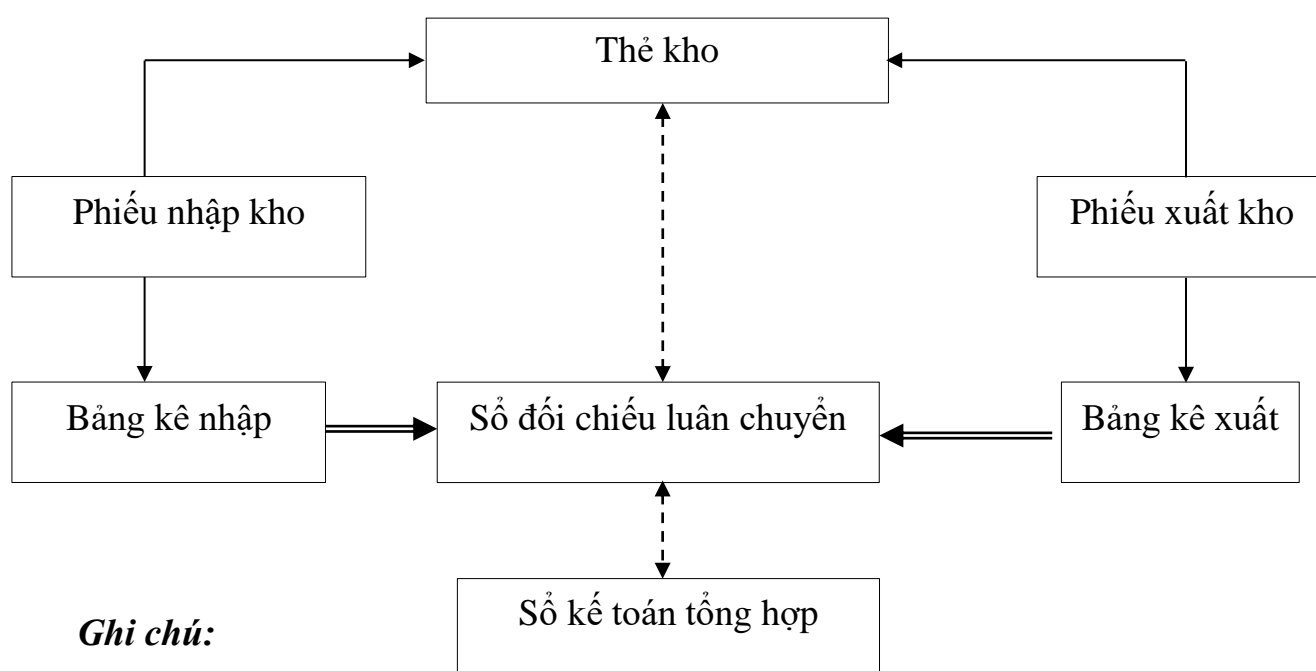 Thẻ kho
Phiếu nhập kho
Phiếu xuất kho
Bảng kê nhập
Sổ đối chiếu luân chuyển
Bảng kê xuất
Sổ kế toán tổng hợp
Ghi chú: